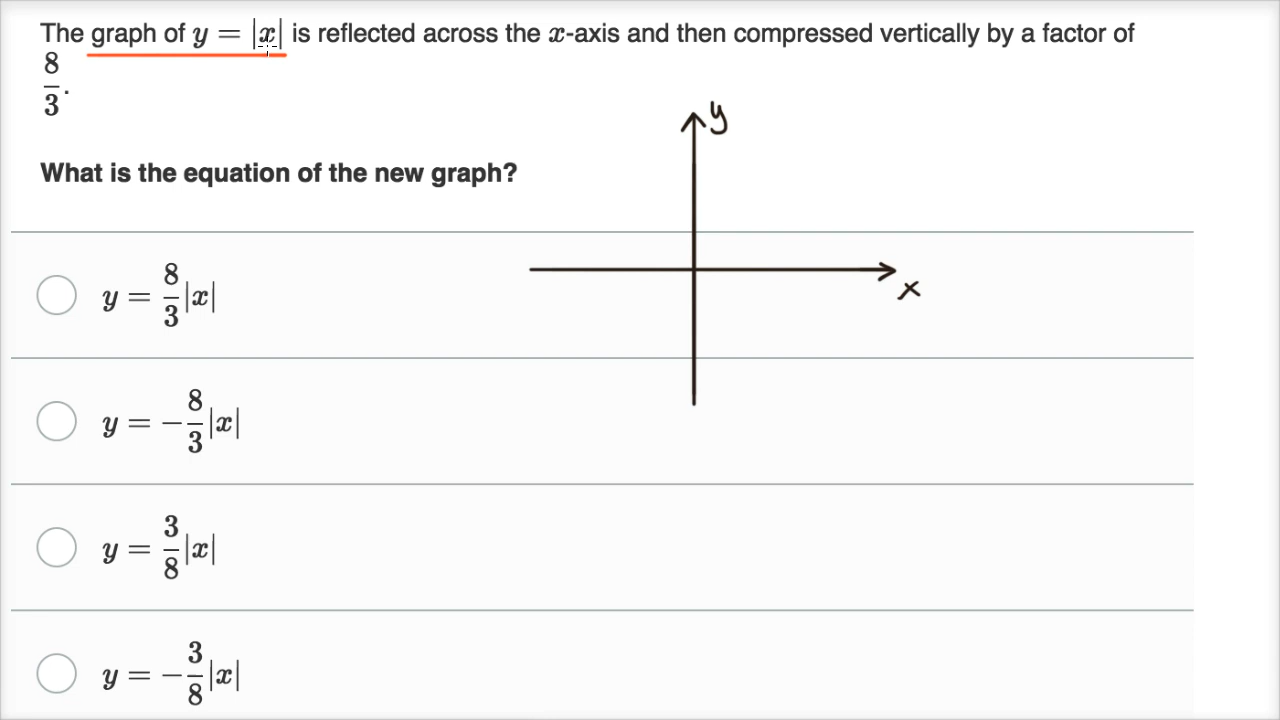 The graph of y = |x| is reflected across the x-axis and then compressed vertically by a factor of
8/3.
y
What is the equation of the new graph?
x
y = 8/3|x|
y = −8/3|x|
y = 3/8|x|
y = −3/8|x|